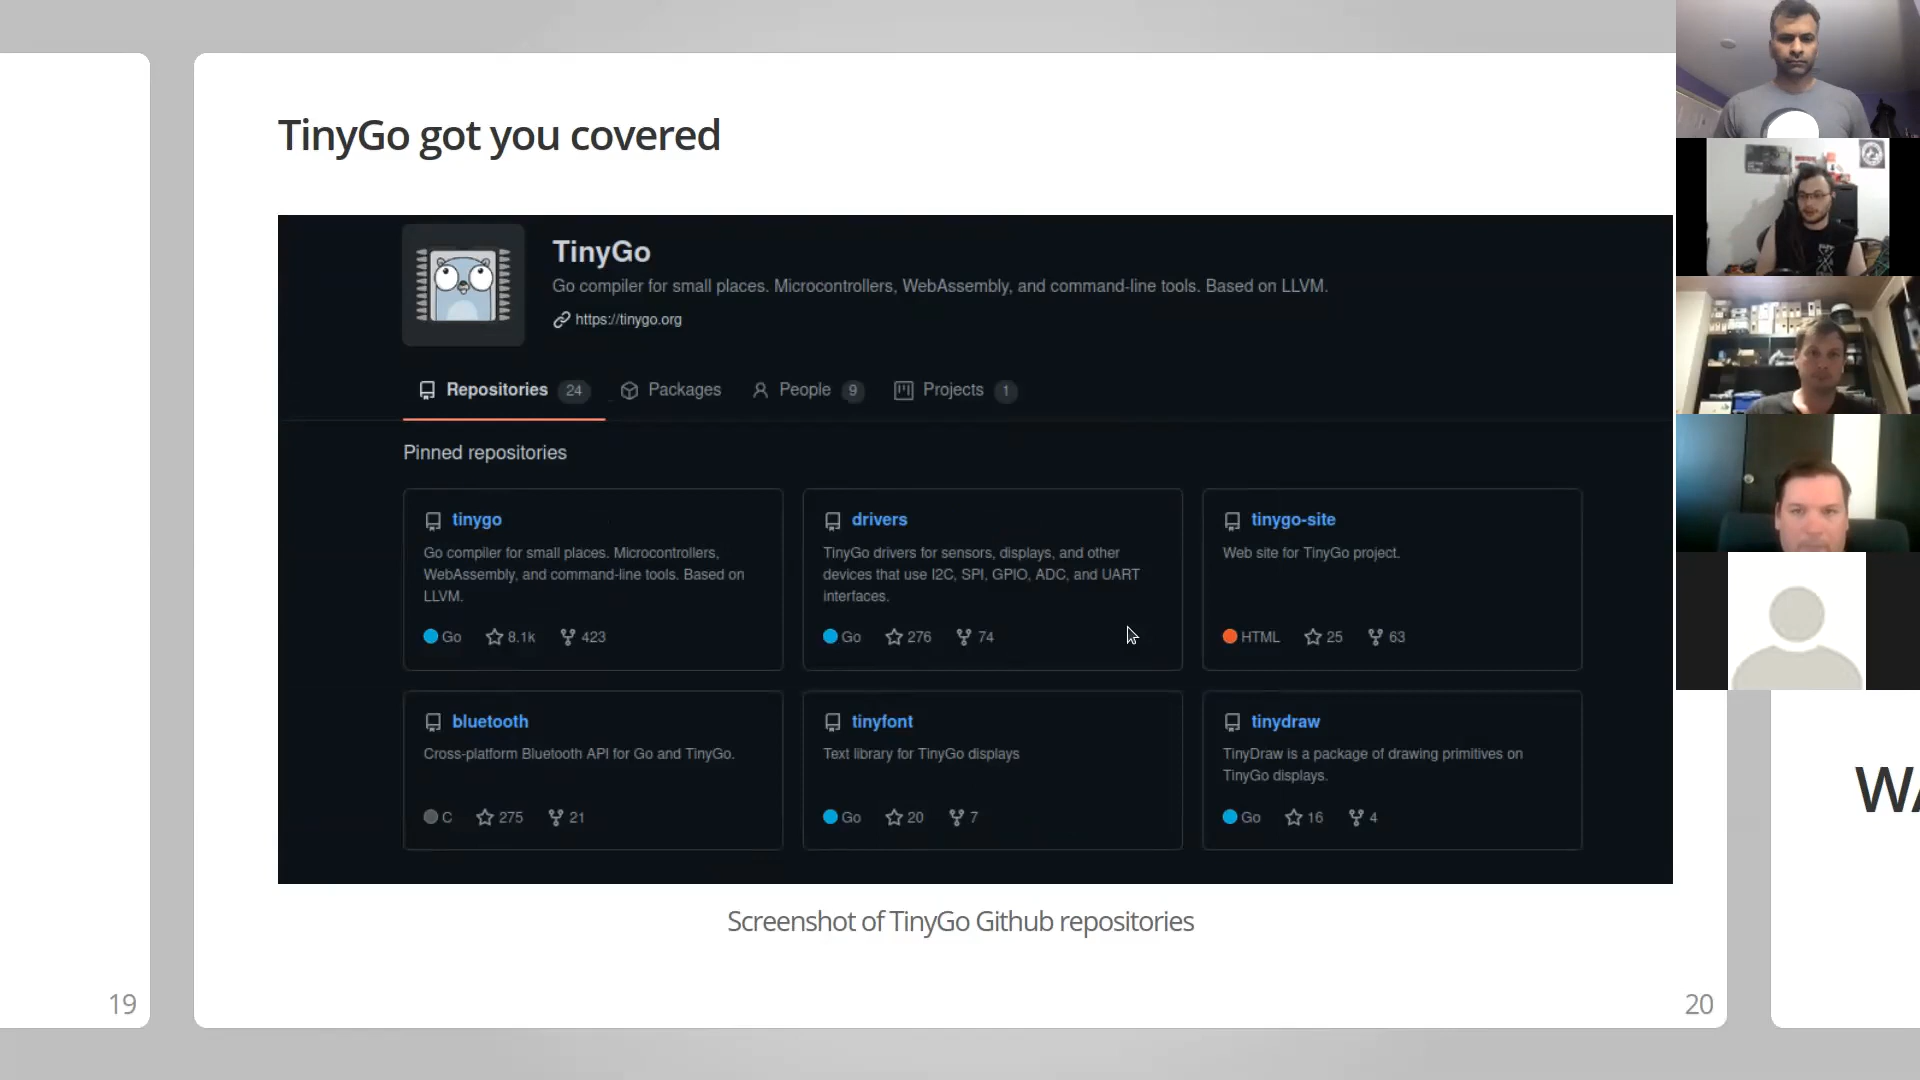 TinyGo got you covered
TinyGo
Go compiler for small places. Microcontrollers, WebAssembly, and command-line tools. Based on LLVM.
https://tinygo.org
Repositories 24 Packages People 9 Projects 1
Pinned repositories
tinygo
Go compiler for small places. Microcontrollers,
WebAssembly, and command-line tools. Based on
LLVM.
Go 8.1k 423
drivers
TinyGo drivers for sensors, displays, and other
devices that use I2C, SPI, GPIO, ADC, and UART
interfaces.
Go 276 74
tinygo-site
Web site for TinyGo project.
HTML 25 63
bluetooth
Cross-platform Bluetooth API for Go and TinyGo.
C 275 21
tinyfont
Text library for TinyGo displays
Go 20 7
tinydraw
TinyDraw is a package of drawing primitives on
TinyGo displays.
Go 16 4
Screenshot of TinyGo Github repositories
19
20